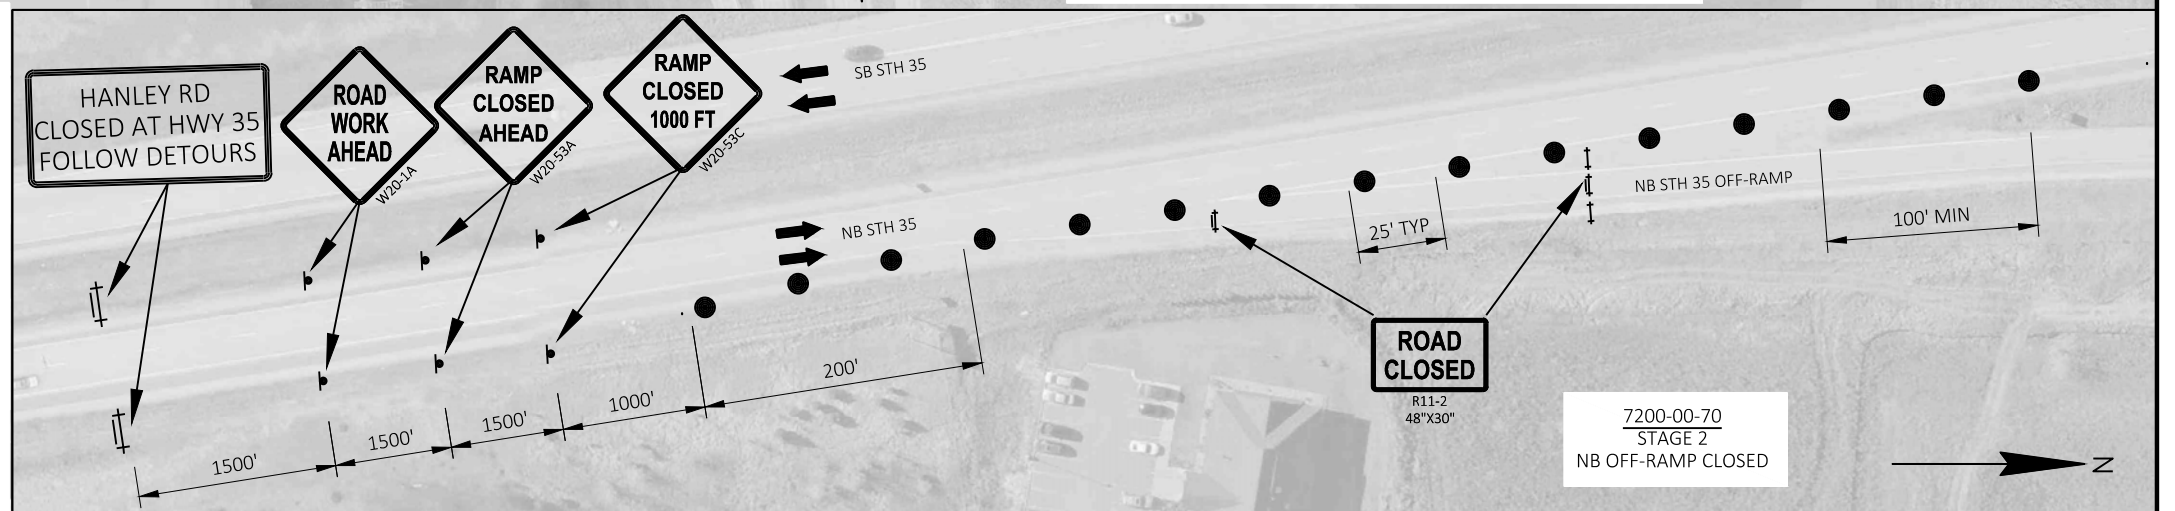 HANLEY RD
CLOSED AT HWY 35
FOLLOW DETOURS
ROAD
WORK
AHEAD
W20-1A
RAMP
CLOSED
AHEAD
W20-53A
RAMP
CLOSED
1000 FT
W20-53C
SB STH 35
NB STH 35
NB STH 35 OFF-RAMP
25' TYP
100' MIN
1500'
1500'
1500'
1000'
200'
ROAD
CLOSED
R11-2
48"X30"
7200-00-70
STAGE 2
NB OFF-RAMP CLOSED
N